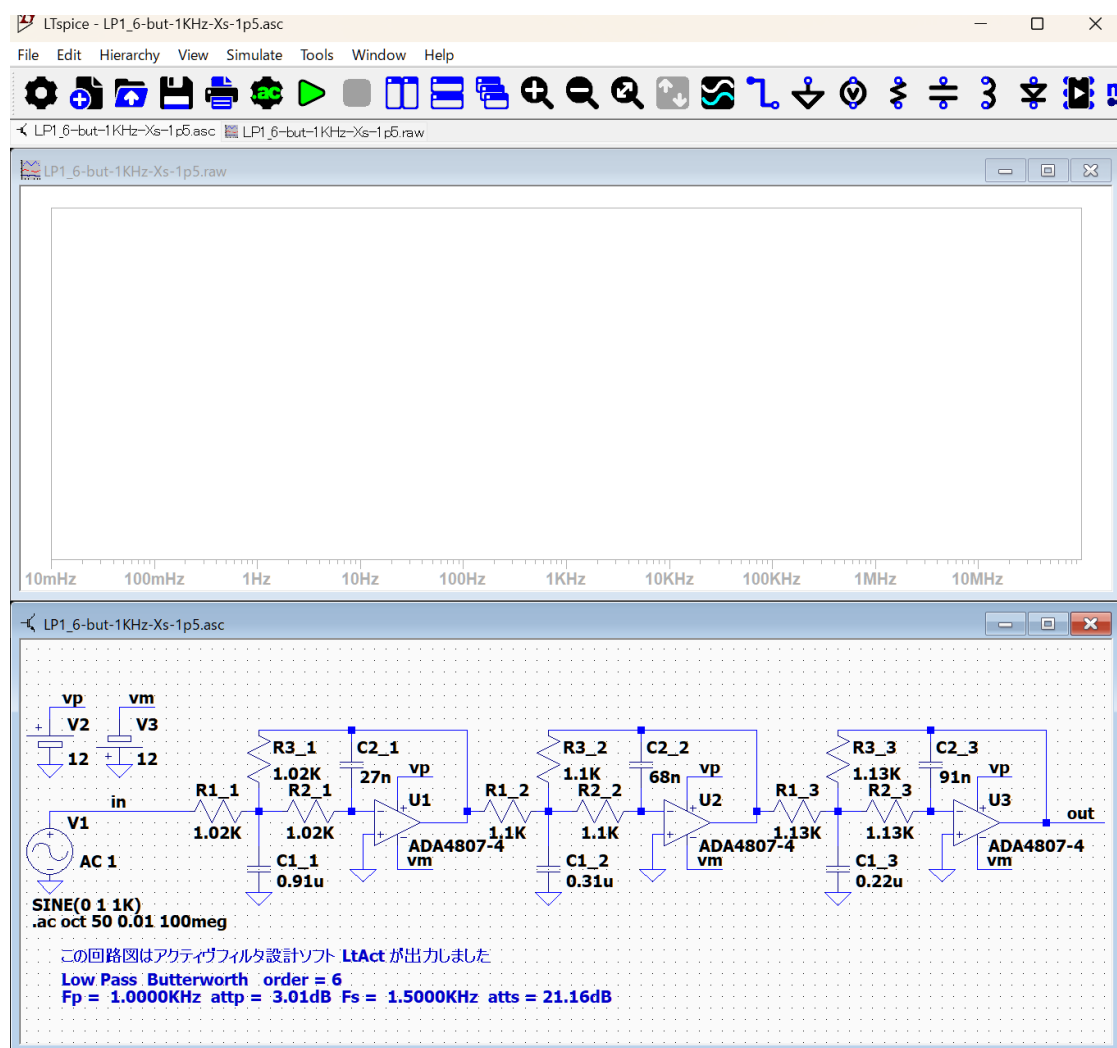 LTspice - LP1_6-but-1KHz-Xs-1p5.asc
File Edit Hierarchy View Simulate Tools Window Help
LP1_6-but-1KHz-Xs-1p5.asc LP1_6-but-1KHz-Xs-1p5.raw
LP1_6-but-1KHz-Xs-1p5.raw
10mHz 100mHz 1Hz 10Hz 100Hz 1KHz 10KHz 100KHz 1MHz 10MHz
LP1_6-but-1KHz-Xs-1p5.asc
vp vm
V2 V3
12 12
R3_1 C2_1 R3_2 C2_2 R3_3 C2_3
1.02K 27n vp 1.1K 68n vp 1.13K 91n vp
in R1_1 R2_1 U1 R1_2 R2_2 U2 R1_3 R2_3 U3
V1 out
1.02K 1.02K 1.1K 1.1K 1.13K 1.13K
ADA4807-4 ADA4807-4 ADA4807-4
AC 1 C1_1 vm C1_2 vm C1_3 vm
0.91u 0.31u 0.22u
SINE(0 1 1K)
.ac oct 50 0.01 100meg
この回路図はアクティヴフィルタ設計ソフト LtAct が出力しました
Low Pass Butterworth order = 6
Fp = 1.0000KHz attp = 3.01dB Fs = 1.5000KHz atts = 21.16dB